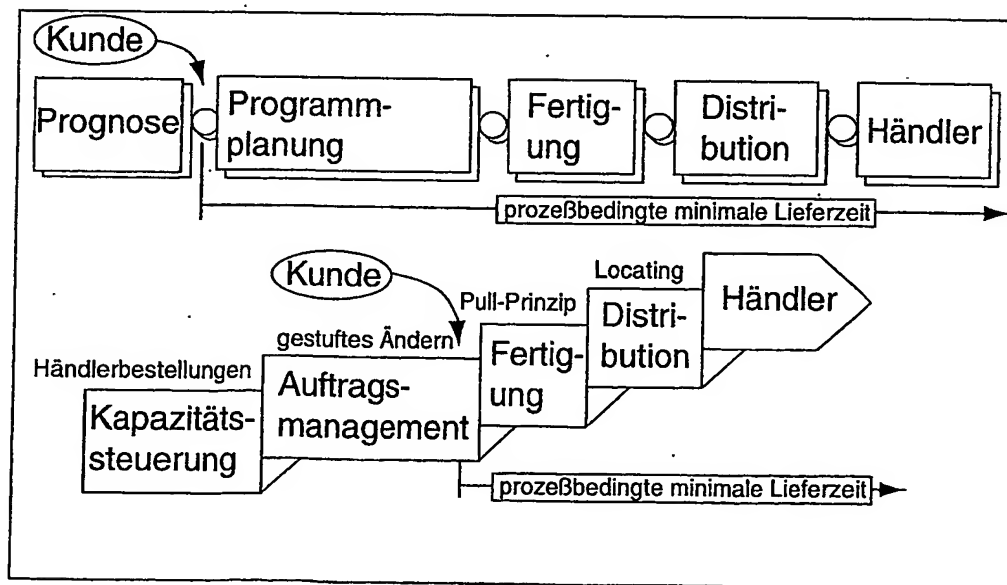 Kunde
Prognose
Programm-
planung
Fertig-
ung
Distri-
bution
Händler
prozeßbedingte minimale Lieferzeit
Kunde
Locating
Pull-Prinzip
gestuftes Ändern
Händlerbestellungen
Kapazitäts-
steuerung
Auftrags-
management
Fertig-
ung
Distri-
bution
Händler
prozeßbedingte minimale Lieferzeit